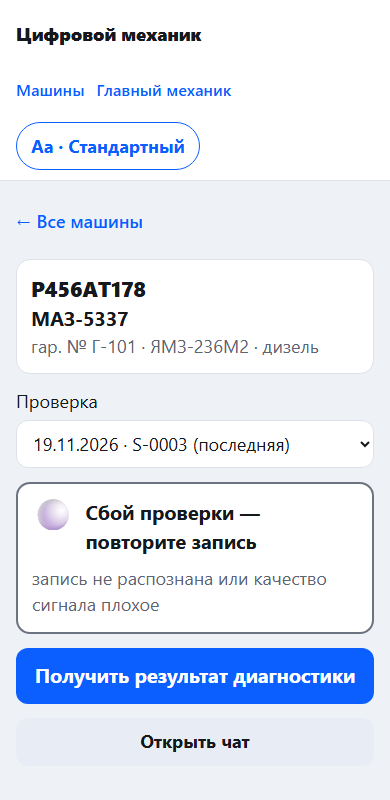 Цифровой механик
Машины Главный механик
Аа · Стандартный
← Все машины
Р456АТ178
МАЗ-5337
гар. № Г-101 · ЯМЗ-236М2 · дизель
Проверка
19.11.2026 · S-0003 (последняя)
Сбой проверки —
повторите запись
запись не распознана или качество
сигнала плохое
Получить результат диагностики
Открыть чат